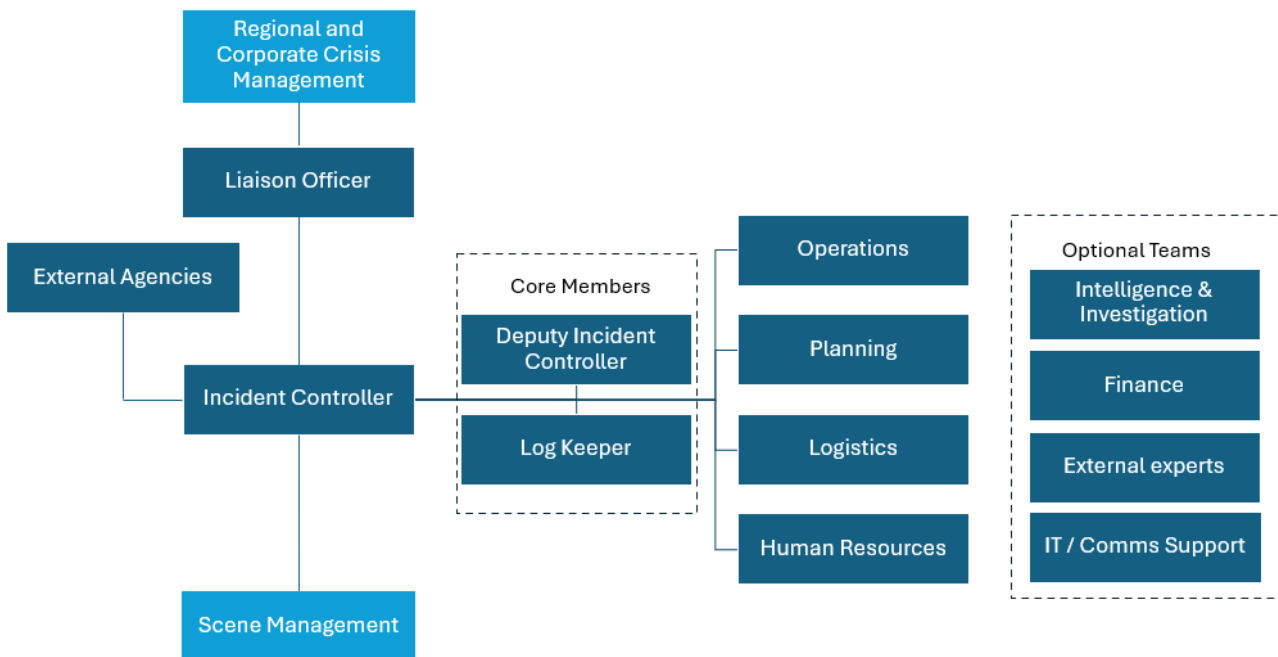 Regional and
Corporate Crisis
Management
Liaison Officer
External Agencies
Incident Controller
Scene Management
Core Members
Deputy Incident
Controller
Log Keeper
Operations
Planning
Logistics
Human Resources
Optional Teams
Intelligence &
Investigation
Finance
External experts
IT / Comms Support